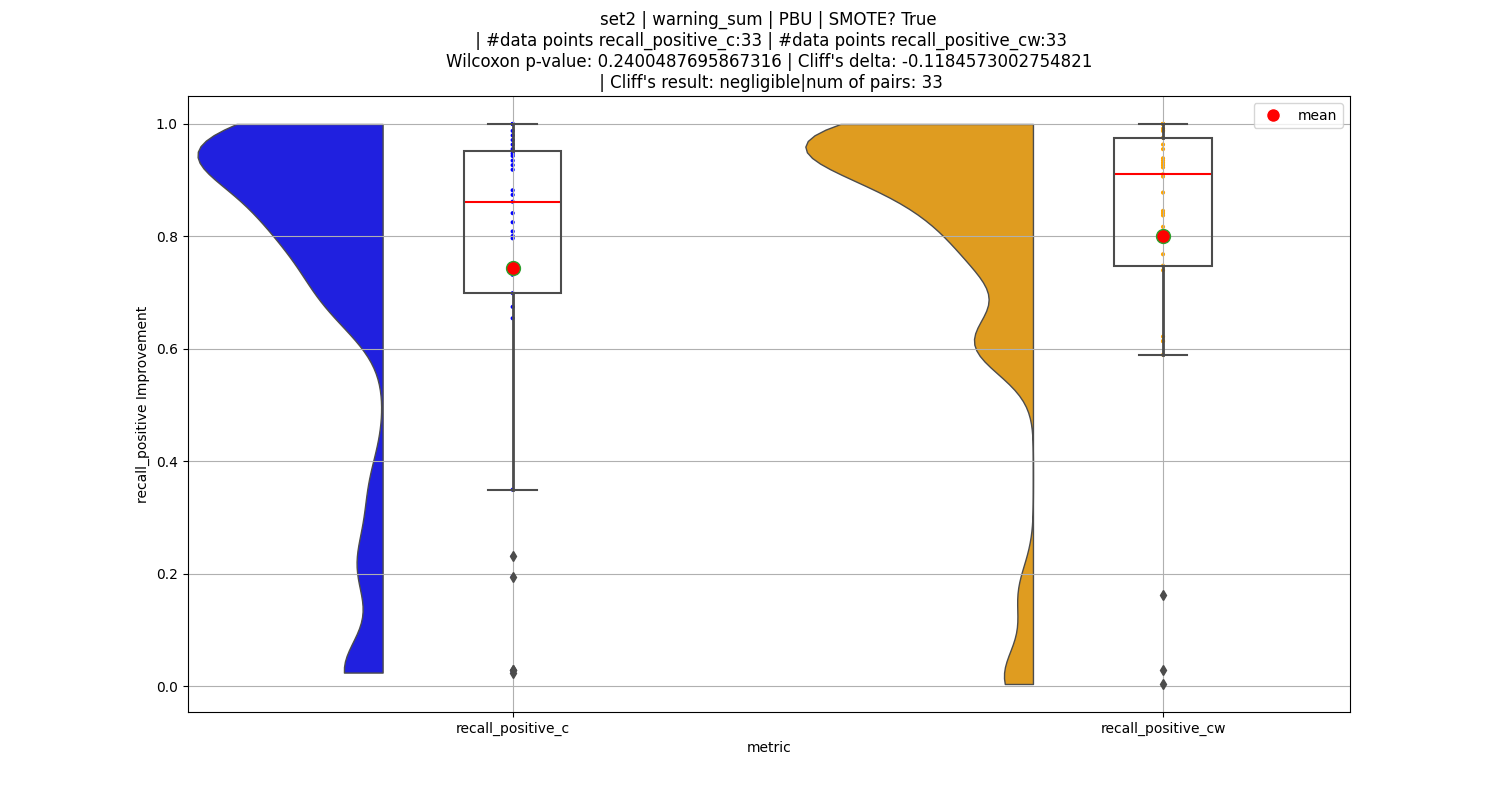 set2 | warning_sum | PBU | SMOTE? True
| #data points recall_positive_c:33 | #data points recall_positive_cw:33
Wilcoxon p-value: 0.2400487695867316 | Cliff's delta: -0.1184573002754821
| Cliff's result: negligible|num of pairs: 33
mean
1.0
0.8
0.6
0.4
0.2
0.0
recall_positive Improvement
recall_positive_c
recall_positive_cw
metric